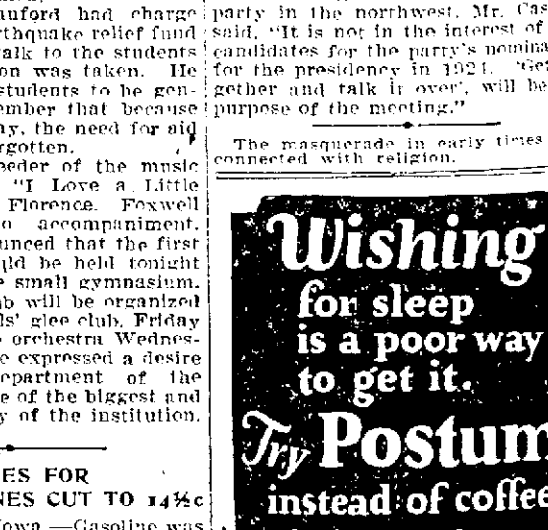 auford had charge
rthquake relief fund
alk to the students
on was taken. He
students to be gen-
ember that because
ay, the need for aid
rgotten.
eeder of the music
"I Love a Little
Florence Foxwell
o accompaniment.
unced that the first
uld be held tonight
e small gymnasium.
ub will be organized
ls' glee club, Friday
e orchestra Wednes-
e expressed a desire
epartment of the
e of the biggest and
y of the institution.
ES FOR
NES CUT TO 14½c
owa.—Gasoline was
party in the northwest. Mr. Cas
said, "It is not in the interest of
candidates for the party's nomina
for the presidency in 1924. 'Get
gether and talk it over', will be
purpose of the meeting."
The masquerade in early times
connected with religion.
Wishing
for sleep
is a poor way
to get it.
Try Postum
instead of coffee